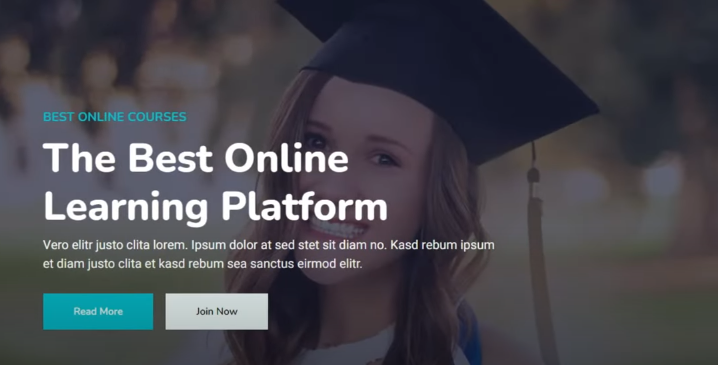 BEST ONLINE COURSES
The Best Online
Learning Platform
Vero elitr justo clita lorem. Ipsum dolor at sed stet sit diam no. Kasd rebum ipsum
et diam justo clita et kasd rebum sea sanctus eirmod elitr.
Read More
Join Now